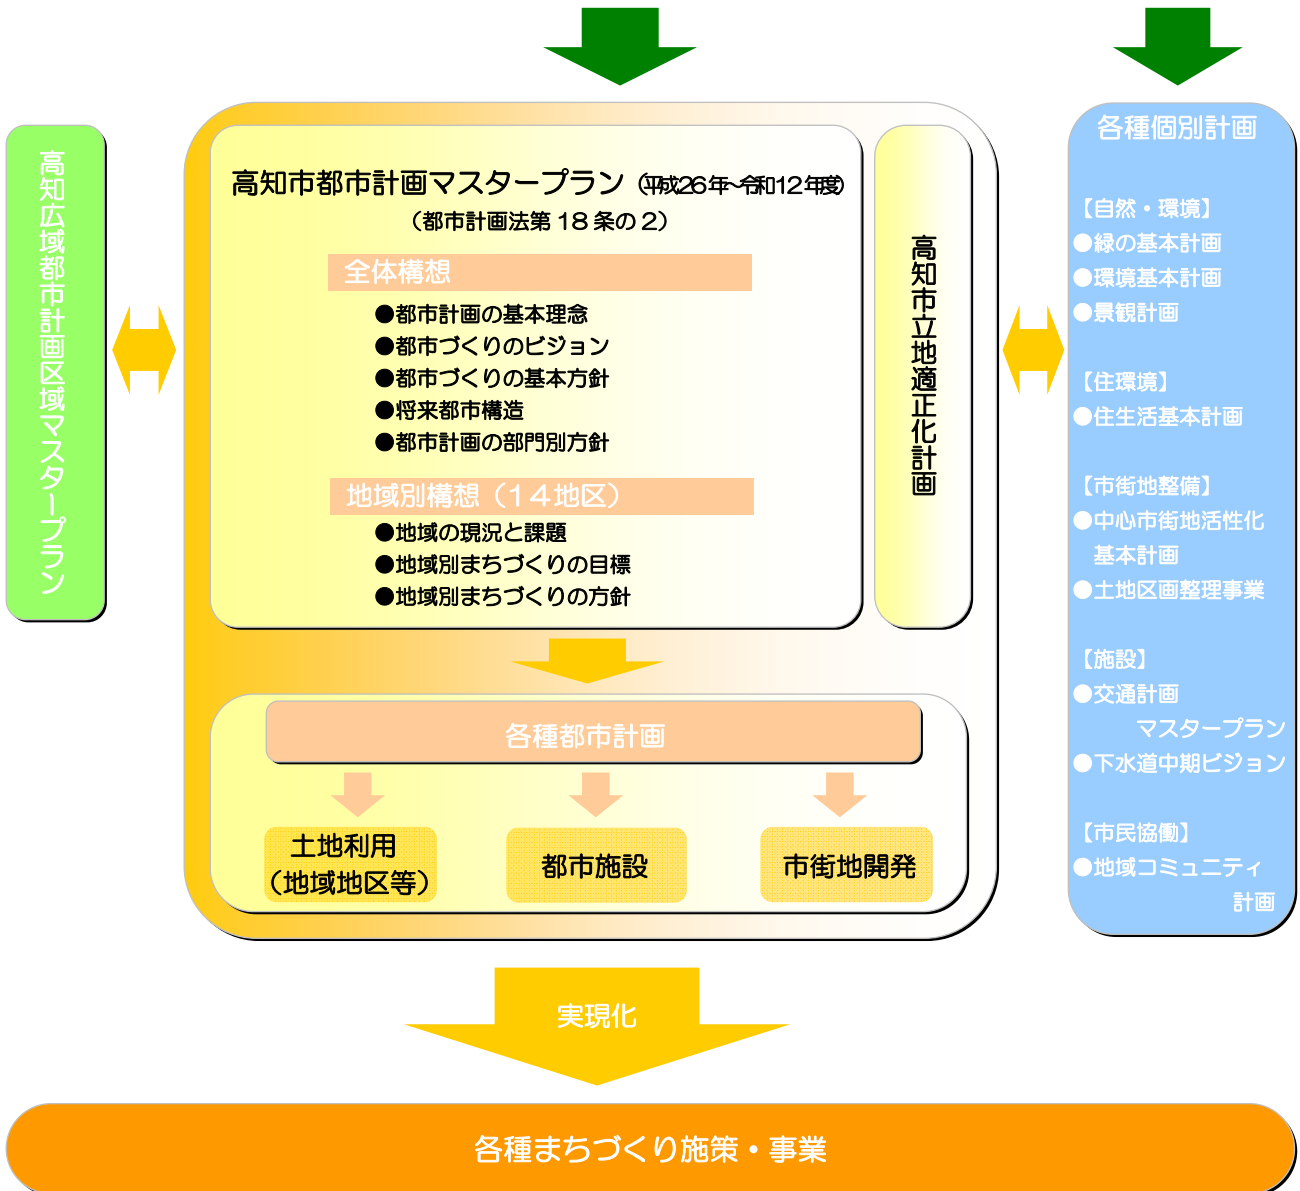 高知広域都市計画区域マスタープラン
高知市都市計画マスタープラン（平成26年～令和12年度）
（都市計画法第18条の2）
全体構想
●都市計画の基本理念
●都市づくりのビジョン
●都市づくりの基本方針
●将来都市構造
●都市計画の部門別方針
地域別構想（１４地区）
●地域の現況と課題
●地域別まちづくりの目標
●地域別まちづくりの方針
高知市立地適正化計画
各種都市計画
土地利用
（地域地区等）
都市施設
市街地開発
各種個別計画
【自然・環境】
●緑の基本計画
●環境基本計画
●景観計画
【住環境】
●住生活基本計画
【市街地整備】
●中心市街地活性化
基本計画
●土地区画整理事業
【施設】
●交通計画
マスタープラン
●下水道中期ビジョン
【市民協働】
●地域コミュニティ
計画
実現化
各種まちづくり施策・事業